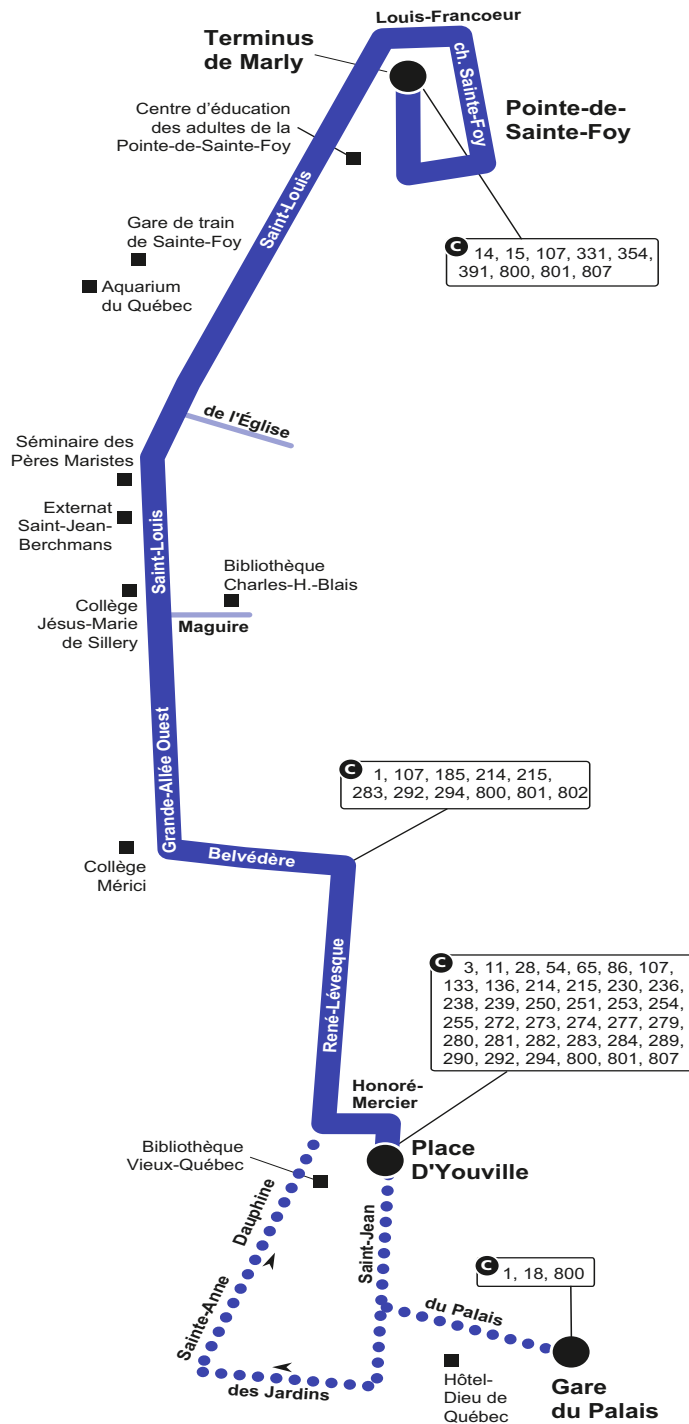 Louis-Francoeur
Terminus
de Marly
ch. Sainte-Foy
Pointe-de-
Sainte-Foy
Centre d'éducation
des adultes de la
Pointe-de-Sainte-Foy
Saint-Louis
Gare de train
de Sainte-Foy
C 14, 15, 107, 331, 354,
391, 800, 801, 807
Aquarium
du Québec
de l'Église
Séminaire des
Pères Maristes
Externat
Saint-Jean-
Berchmans
Saint-Louis
Bibliothèque
Charles-H.-Blais
Collège
Jésus-Marie
de Sillery
Maguire
Grande-Allée Ouest
C 1, 107, 185, 214, 215,
283, 292, 294, 800, 801, 802
Belvédère
Collège
Mérici
René-Lévesque
C 3, 11, 28, 54, 65, 86, 107,
133, 136, 214, 215, 230, 236,
238, 239, 250, 251, 253, 254,
255, 272, 273, 274, 277, 279,
280, 281, 282, 283, 284, 289,
290, 292, 294, 800, 801, 807
Honoré-
Mercier
Bibliothèque
Vieux-Québec
Place
D'Youville
Dauphine
Saint-Jean
Sainte-Anne
C 1, 18, 800
du Palais
des Jardins
Hôtel-
Dieu de
Québec
Gare
du Palais